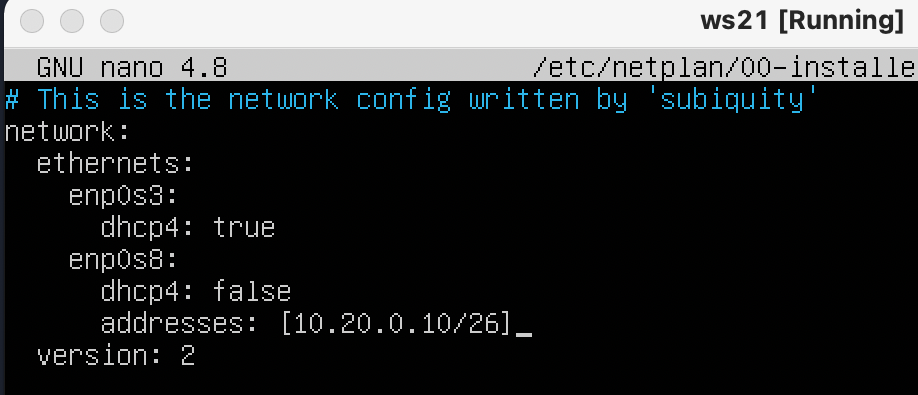 ws21 [Running]
GNU nano 4.8 /etc/netplan/00-installe
# This is the network config written by 'subiquity'
network:
  ethernets:
    enp0s3:
      dhcp4: true
    enp0s8:
      dhcp4: false
      addresses: [10.20.0.10/26]_
  version: 2